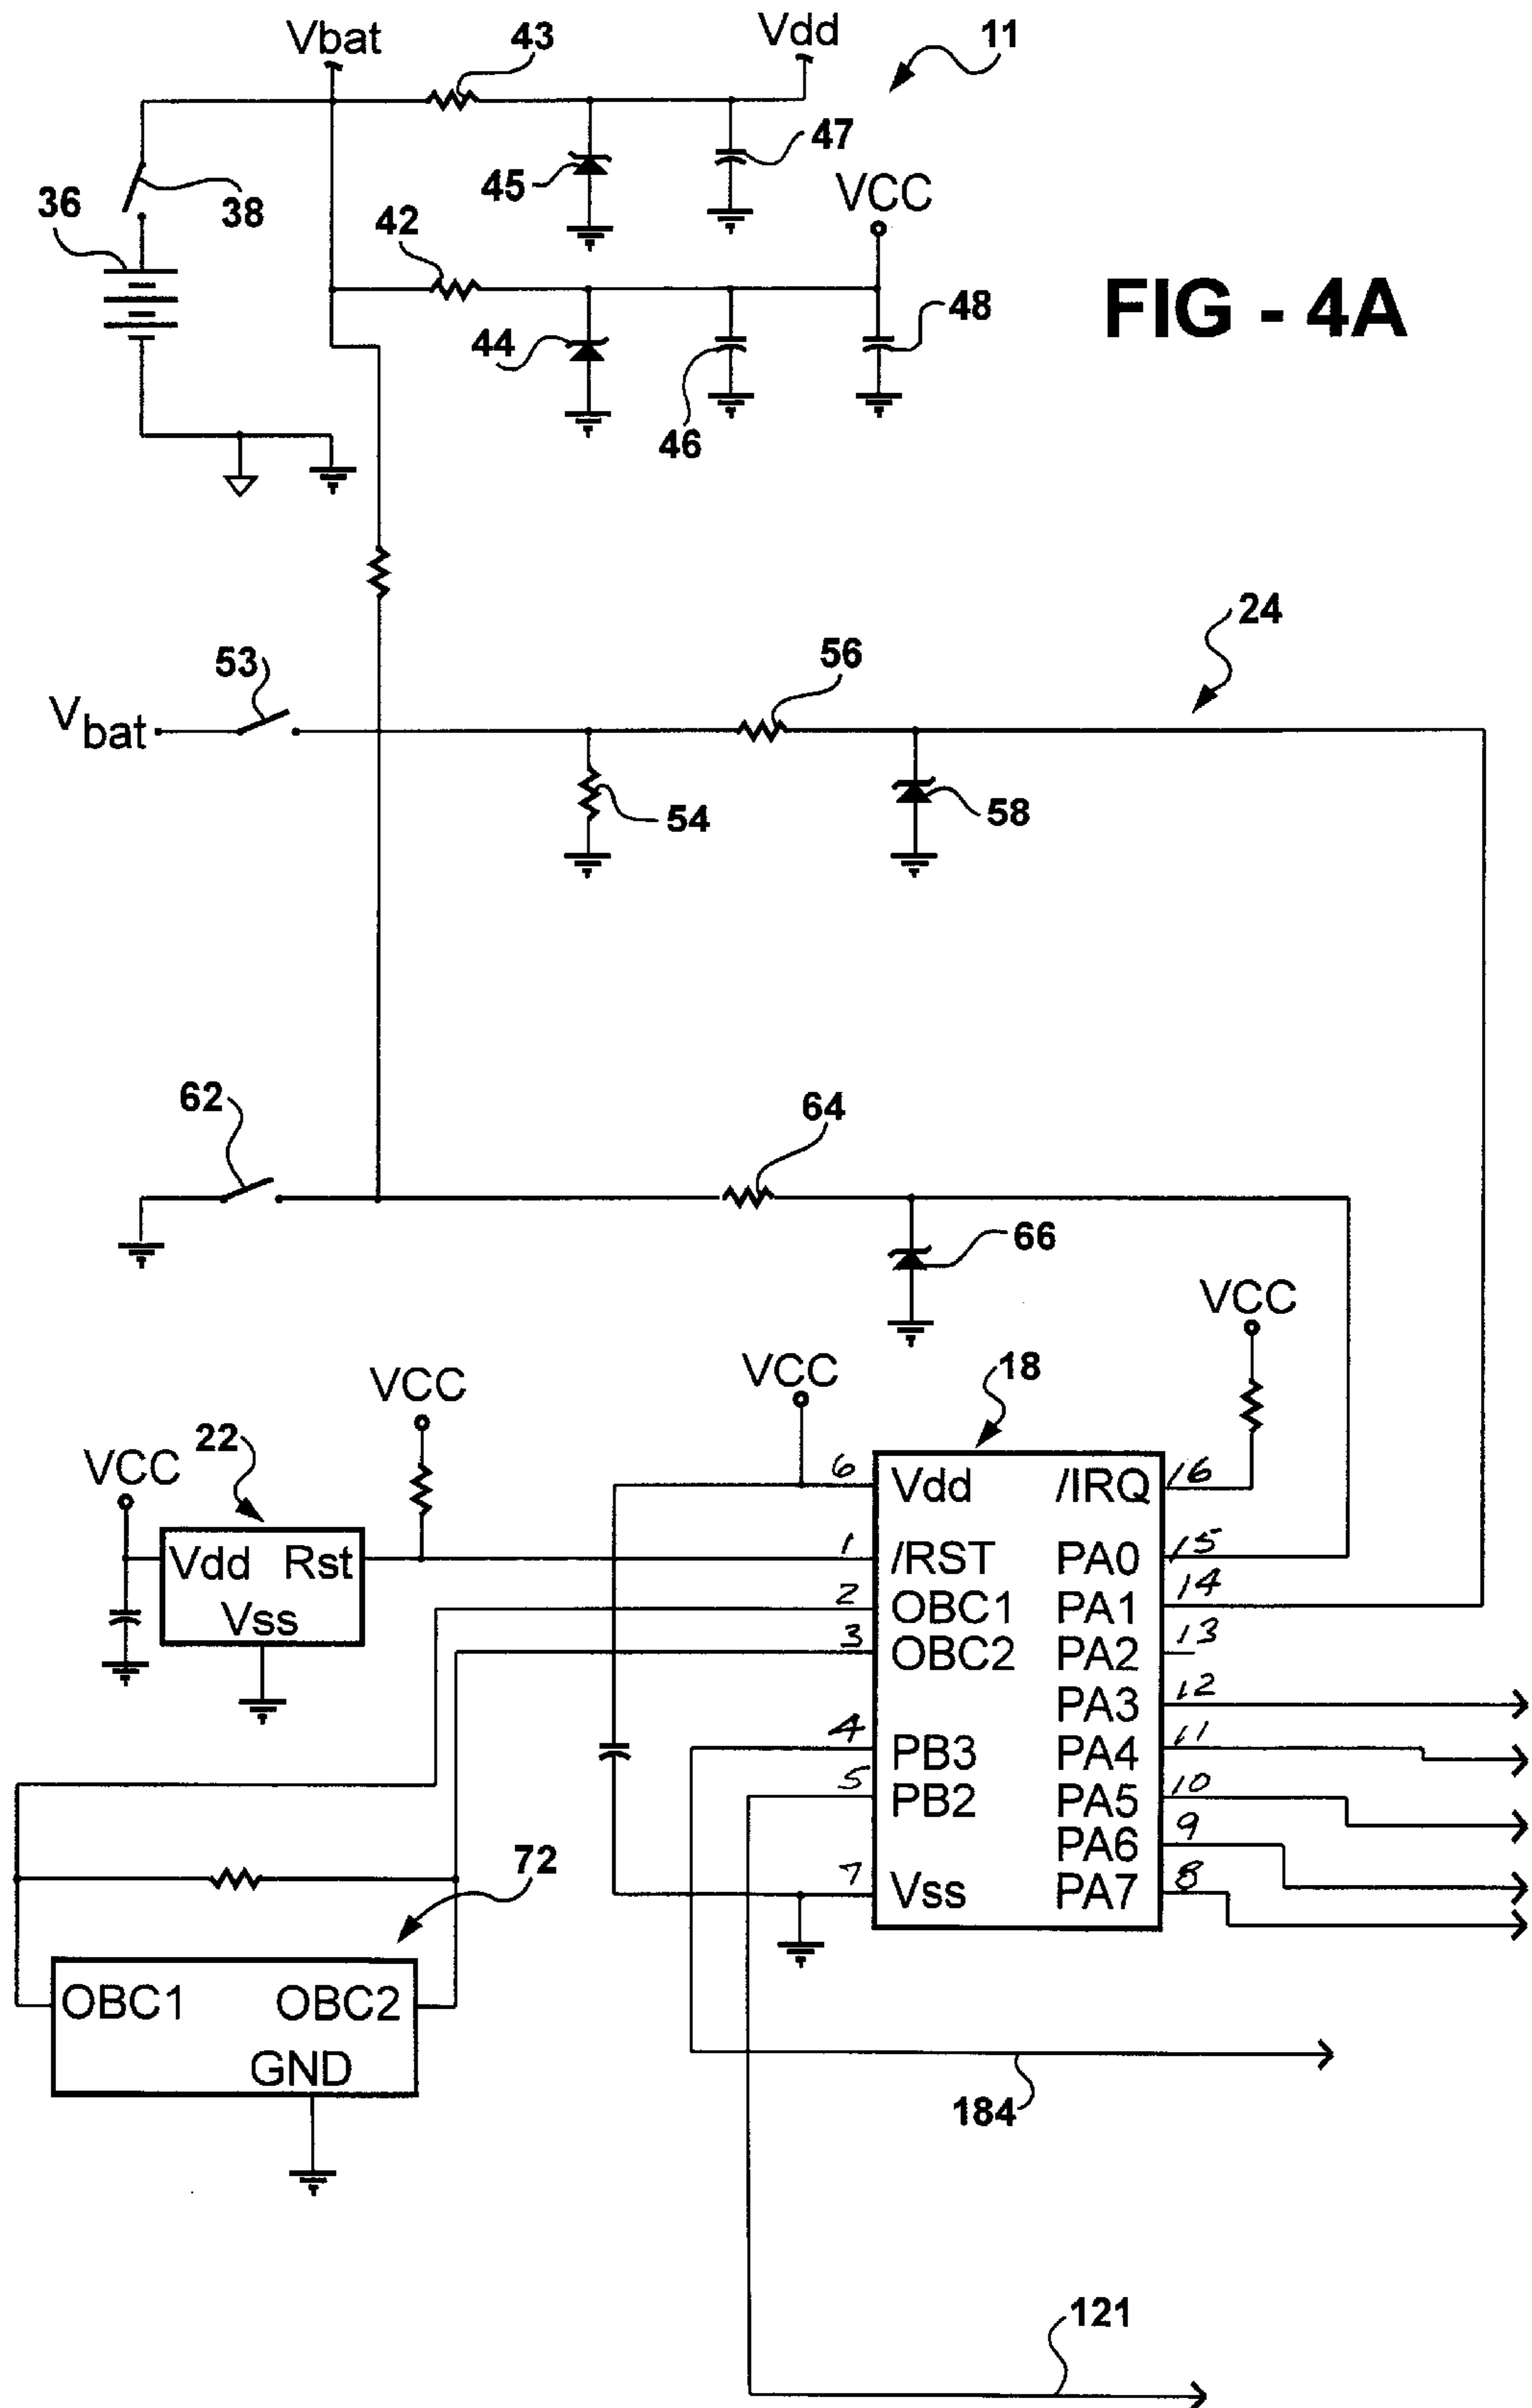 Vbat
43
Vdd
11
45
47
36
38
VCC
42
FIG - 4A
48
44
46
24
53
56
Vbat
54
58
62
64
66
VCC
VCC
VCC
18
VCC
22
6
Vdd
/IRQ
16
Vdd
Rst
Vss
1
/RST
PA0
15
2
OBC1
PA1
14
3
OBC2
PA2
13
PA3
12
4
PB3
PA4
11
5
PB2
PA5
10
PA6
9
7
Vss
PA7
8
72
OBC1
OBC2
GND
184
121